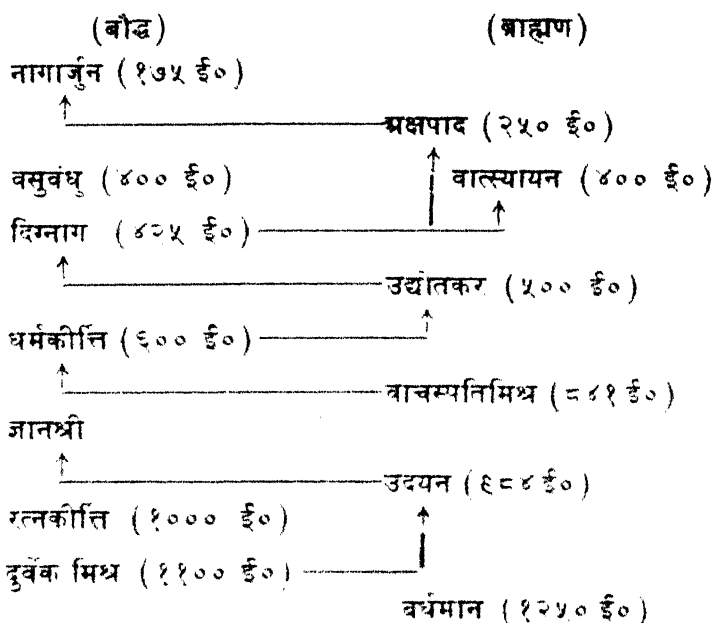 (बौद्ध) (ब्राह्मण)
नागार्जुन (१७५ ई०)
अक्षपाद (२५० ई०)
वसुवंधु (४०० ई०) वात्स्यायन (४०० ई०)
दिग्नाग (४२५ ई०)
उद्योतकर (५०० ई०)
धर्मकीर्त्ति (६०० ई०)
वाचस्पतिमिश्र (८४१ ई०)
ज्ञानश्री
उदयन (९८४ ई०)
रत्नकीर्त्ति (१००० ई०)
दुर्वेक मिश्र (११०० ई०)
वर्धमान (१२५० ई०)